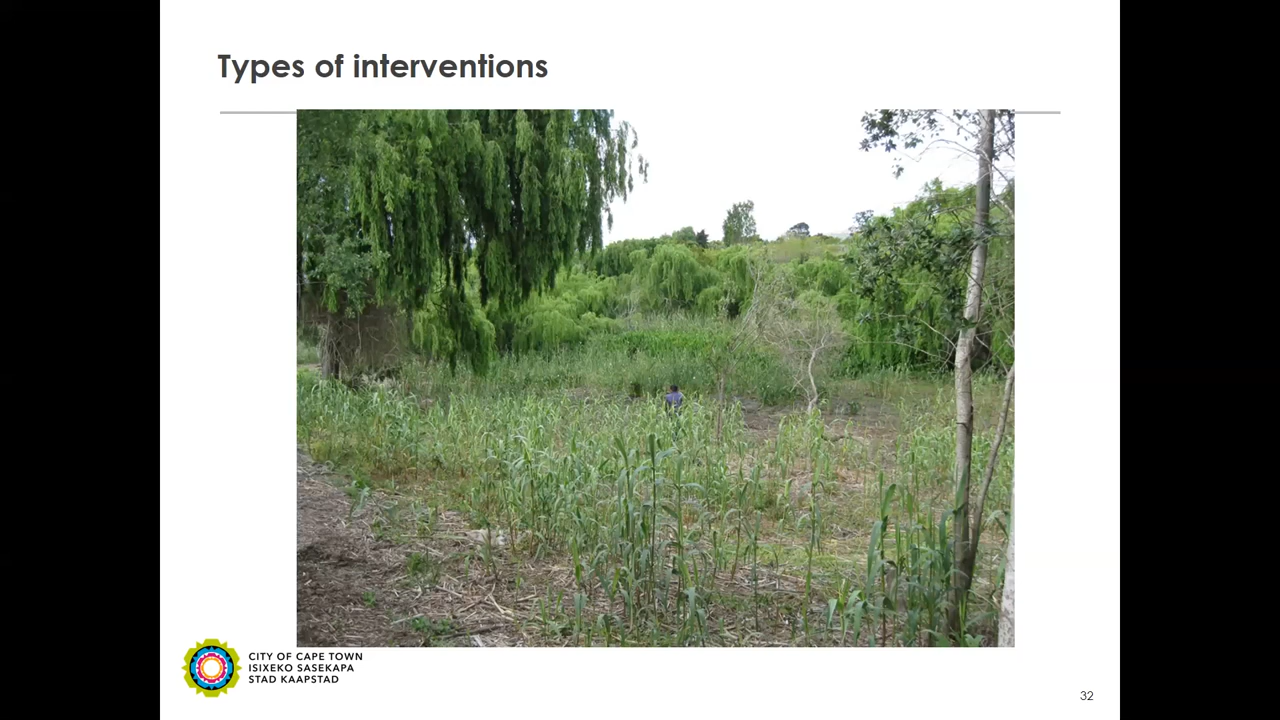 Types of interventions
CITY OF CAPE TOWN
ISIXEKO SASEKAPA
STAD KAAPSTAD
32